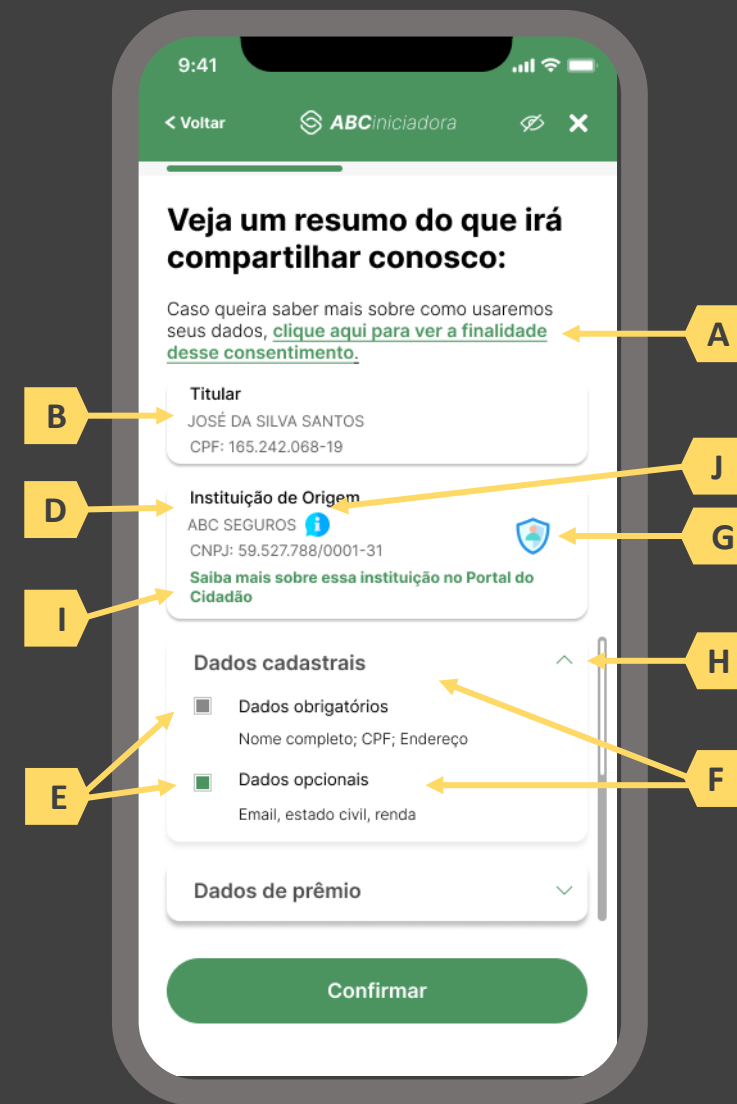 9:41
< Voltar ABCiniciadora
Veja um resumo do que irá
compartilhar conosco:
Caso queira saber mais sobre como usaremos
seus dados, clique aqui para ver a finalidade
desse consentimento.
A
Titular
B
JOSÉ DA SILVA SANTOS
CPF: 165.242.068-19
J
Instituição de Origem
D
ABC SEGUROS i
G
CNPJ: 59.527.788/0001-31
Saiba mais sobre essa instituição no Portal do
Cidadão
I
Dados cadastrais
H
Dados obrigatórios
Nome completo; CPF; Endereço
Dados opcionais
F
E
Email, estado civil, renda
Dados de prêmio
Confirmar